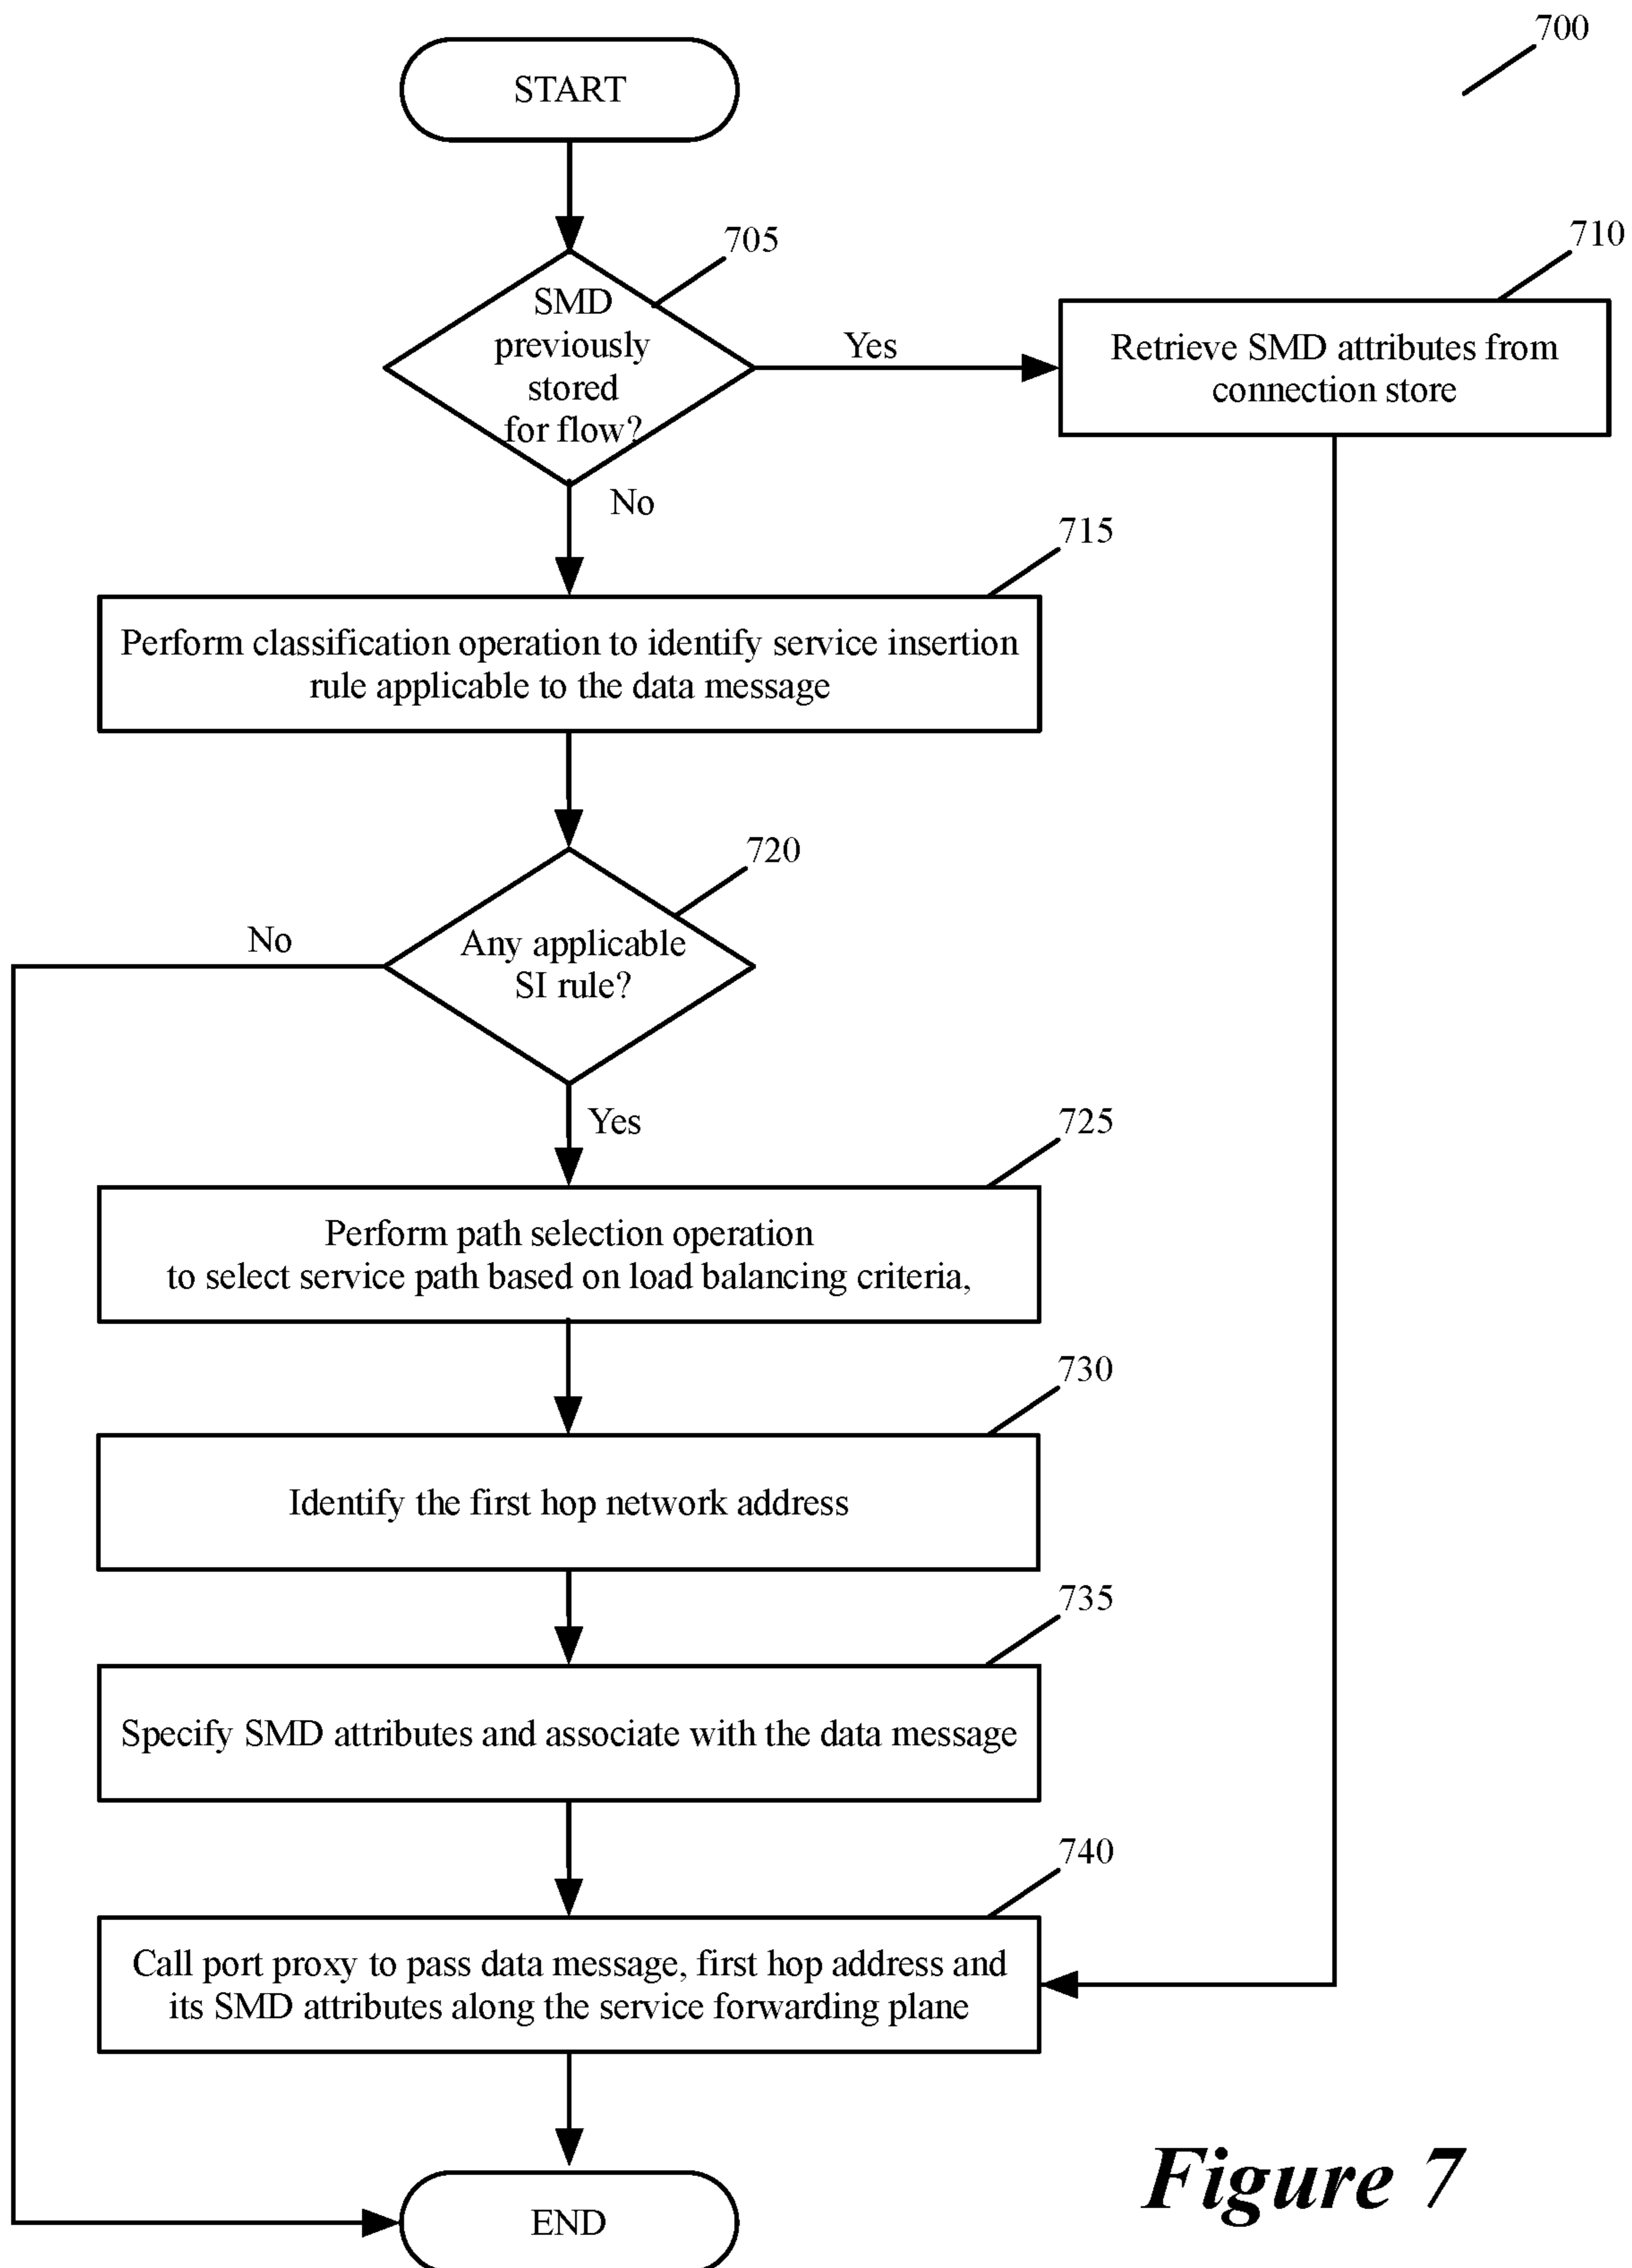 700
START
705
SMD
previously
stored
for flow?
Yes
710
Retrieve SMD attributes from
connection store
No
715
Perform classification operation to identify service insertion
rule applicable to the data message
720
No
Any applicable
SI rule?
Yes
725
Perform path selection operation
to select service path based on load balancing criteria,
730
Identify the first hop network address
735
Specify SMD attributes and associate with the data message
740
Call port proxy to pass data message, first hop address and
its SMD attributes along the service forwarding plane
END
Figure 7